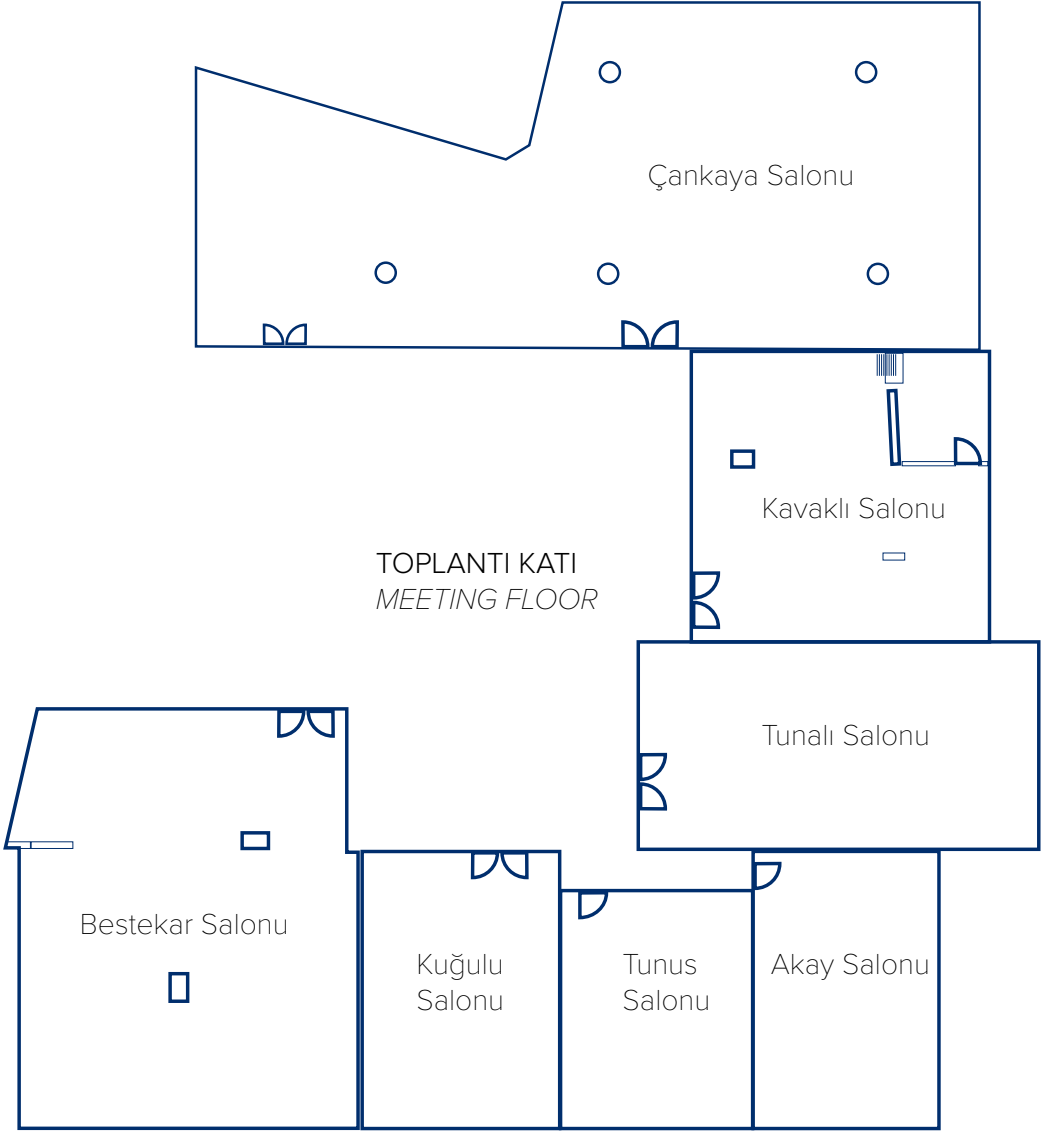 Çankaya Salonu
Kavaklı Salonu
TOPLANTI KATI
MEETING FLOOR
Tunalı Salonu
Bestekar Salonu
Kuğulu
Salonu
Tunus
Salonu
Akay Salonu